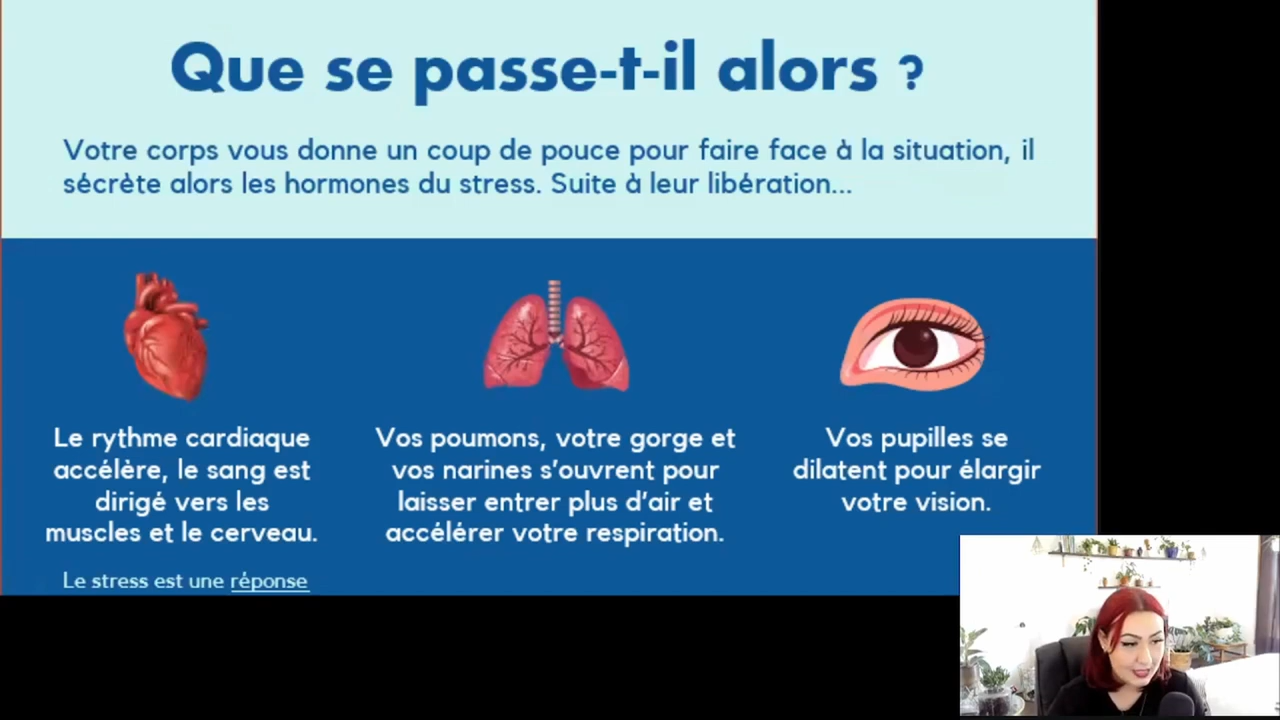 Que se passe-t-il alors ?
Votre corps vous donne un coup de pouce pour faire face à la situation, il
sécrète alors les hormones du stress. Suite à leur libération...
Le rythme cardiaque
accélère, le sang est
dirigé vers les
muscles et le cerveau.
Vos poumons, votre gorge et
vos narines s'ouvrent pour
laisser entrer plus d'air et
accélérer votre respiration.
Vos pupilles se
dilatent pour élargir
votre vision.
Le stress est une réponse